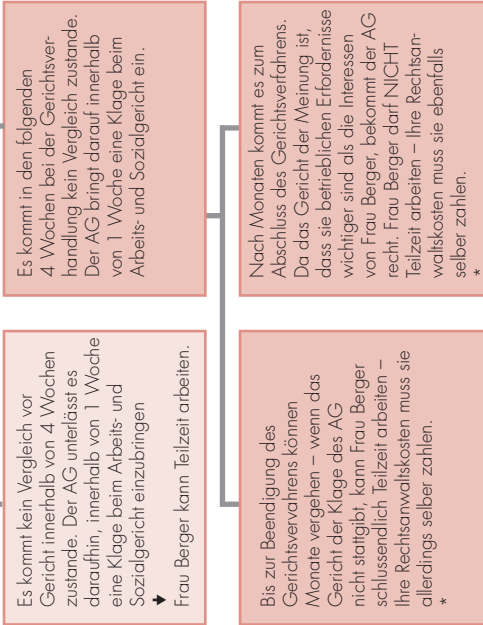 Es kommt kein Vergleich vor
Gericht innerhalb von 4 Wochen
zustande. Der AG unterlässt es
daraufhin, innerhalb von 1 Woche
eine Klage beim Arbeits- und
Sozialgericht einzubringen
Frau Berger kann Teilzeit arbeiten.
Es kommt in den folgenden
4 Wochen bei der Gerichtsver-
handlung kein Vergleich zustande.
Der AG bringt darauf innerhalb
von 1 Woche eine Klage beim
Arbeits- und Sozialgericht ein.
Bis zur Beendigung des
Gerichtsvervahrens können
Monate vergehen – wenn das
Gericht der Klage des AG
nicht stattgibt, kann Frau Berger
schlussendlich Teilzeit arbeiten –
Ihre Rechtsanwaltskosten muss sie
allerdings selber zahlen.
*
Nach Monaten kommt es zum
Abschluss des Gerichtsverfahrens.
Da das Gericht der Meinung ist,
dass sie betrieblichen Erfordernisse
wichtiger sind als die Interessen
von Frau Berger, bekommt der AG
recht. Frau Berger darf NICHT
Teilzeit arbeiten – Ihre Rechtsan-
waltskosten muss sie ebenfalls
selber zahlen.
*